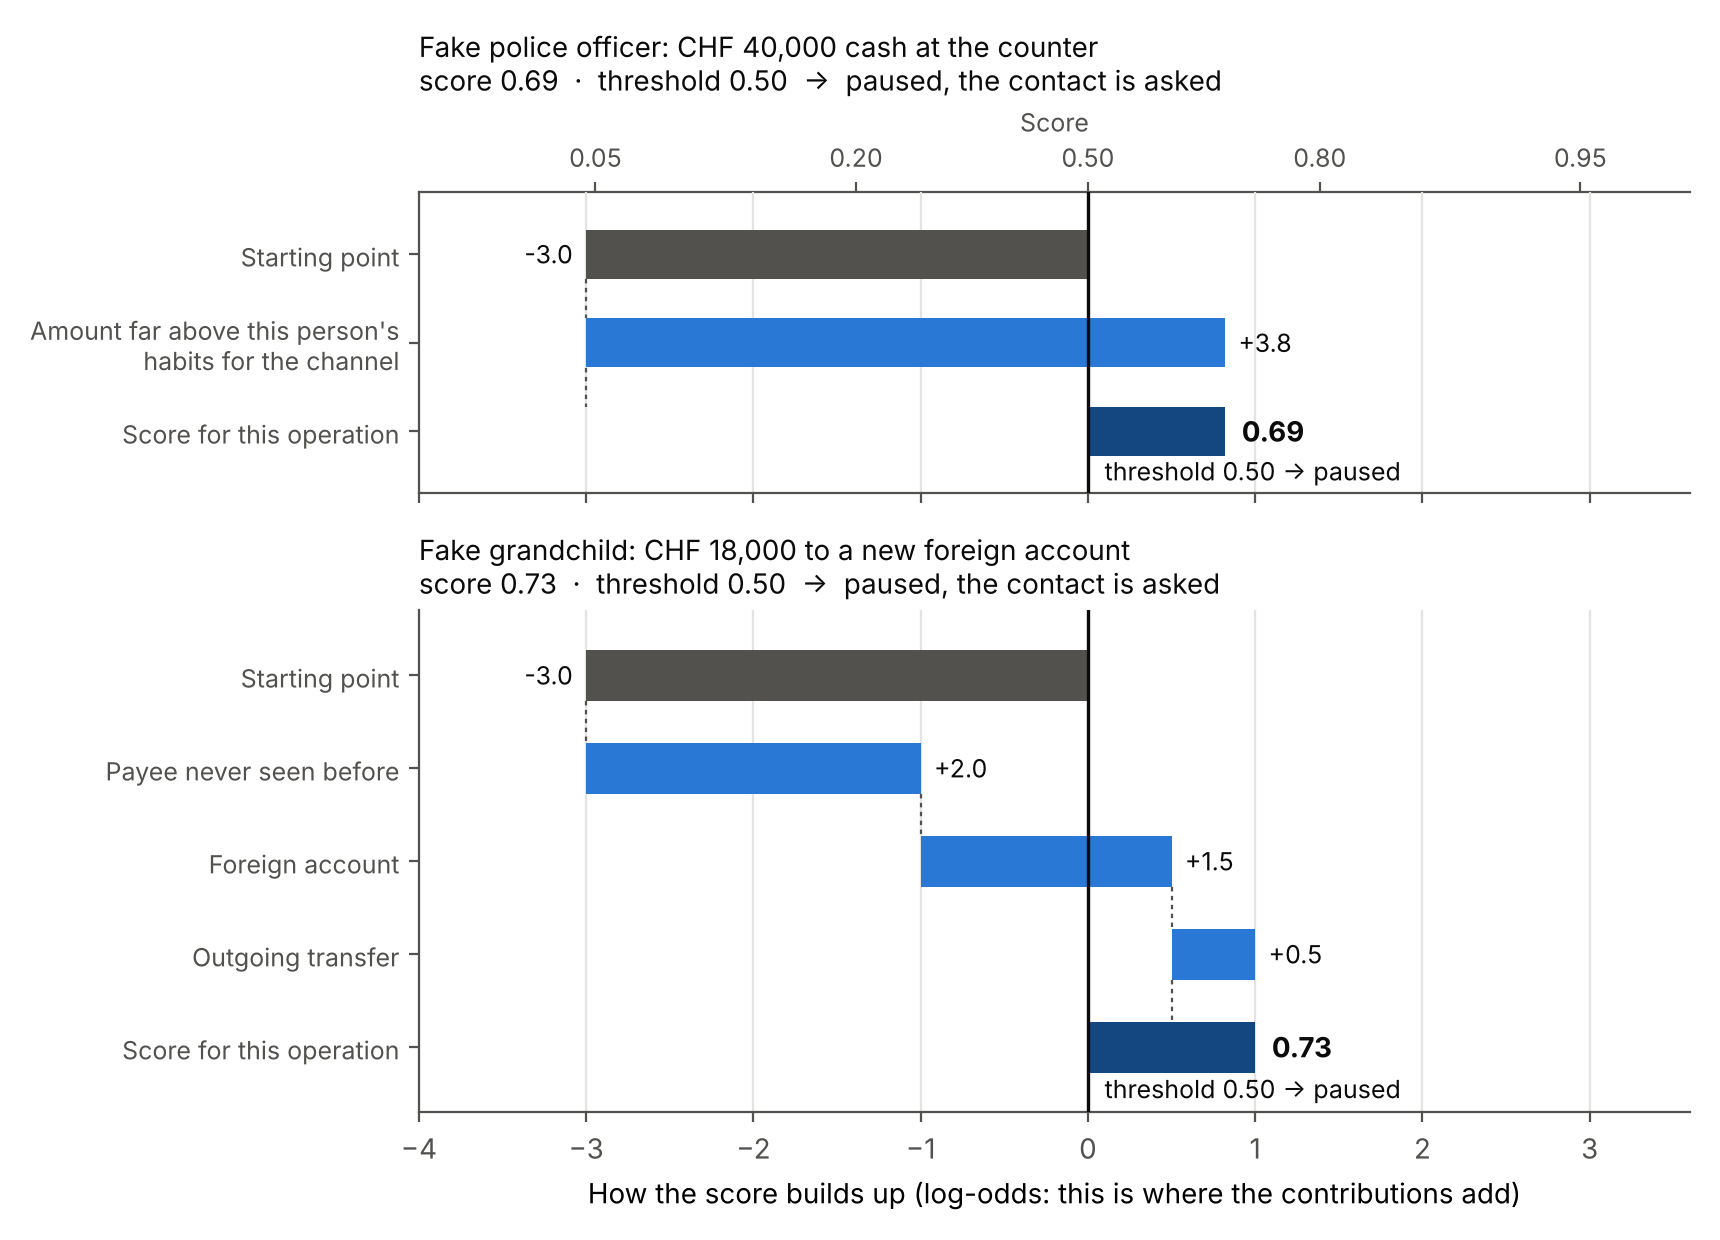 Fake police officer: CHF 40,000 cash at the counter
score 0.69 · threshold 0.50 → paused, the contact is asked
Score
0.05 0.20 0.50 0.80 0.95
Starting point
-3.0
Amount far above this person's
habits for the channel
+3.8
Score for this operation
0.69
threshold 0.50 → paused
Fake grandchild: CHF 18,000 to a new foreign account
score 0.73 · threshold 0.50 → paused, the contact is asked
Starting point
-3.0
Payee never seen before
+2.0
Foreign account
+1.5
Outgoing transfer
+0.5
Score for this operation
0.73
threshold 0.50 → paused
−4 −3 −2 −1 0 1 2 3
How the score builds up (log-odds: this is where the contributions add)